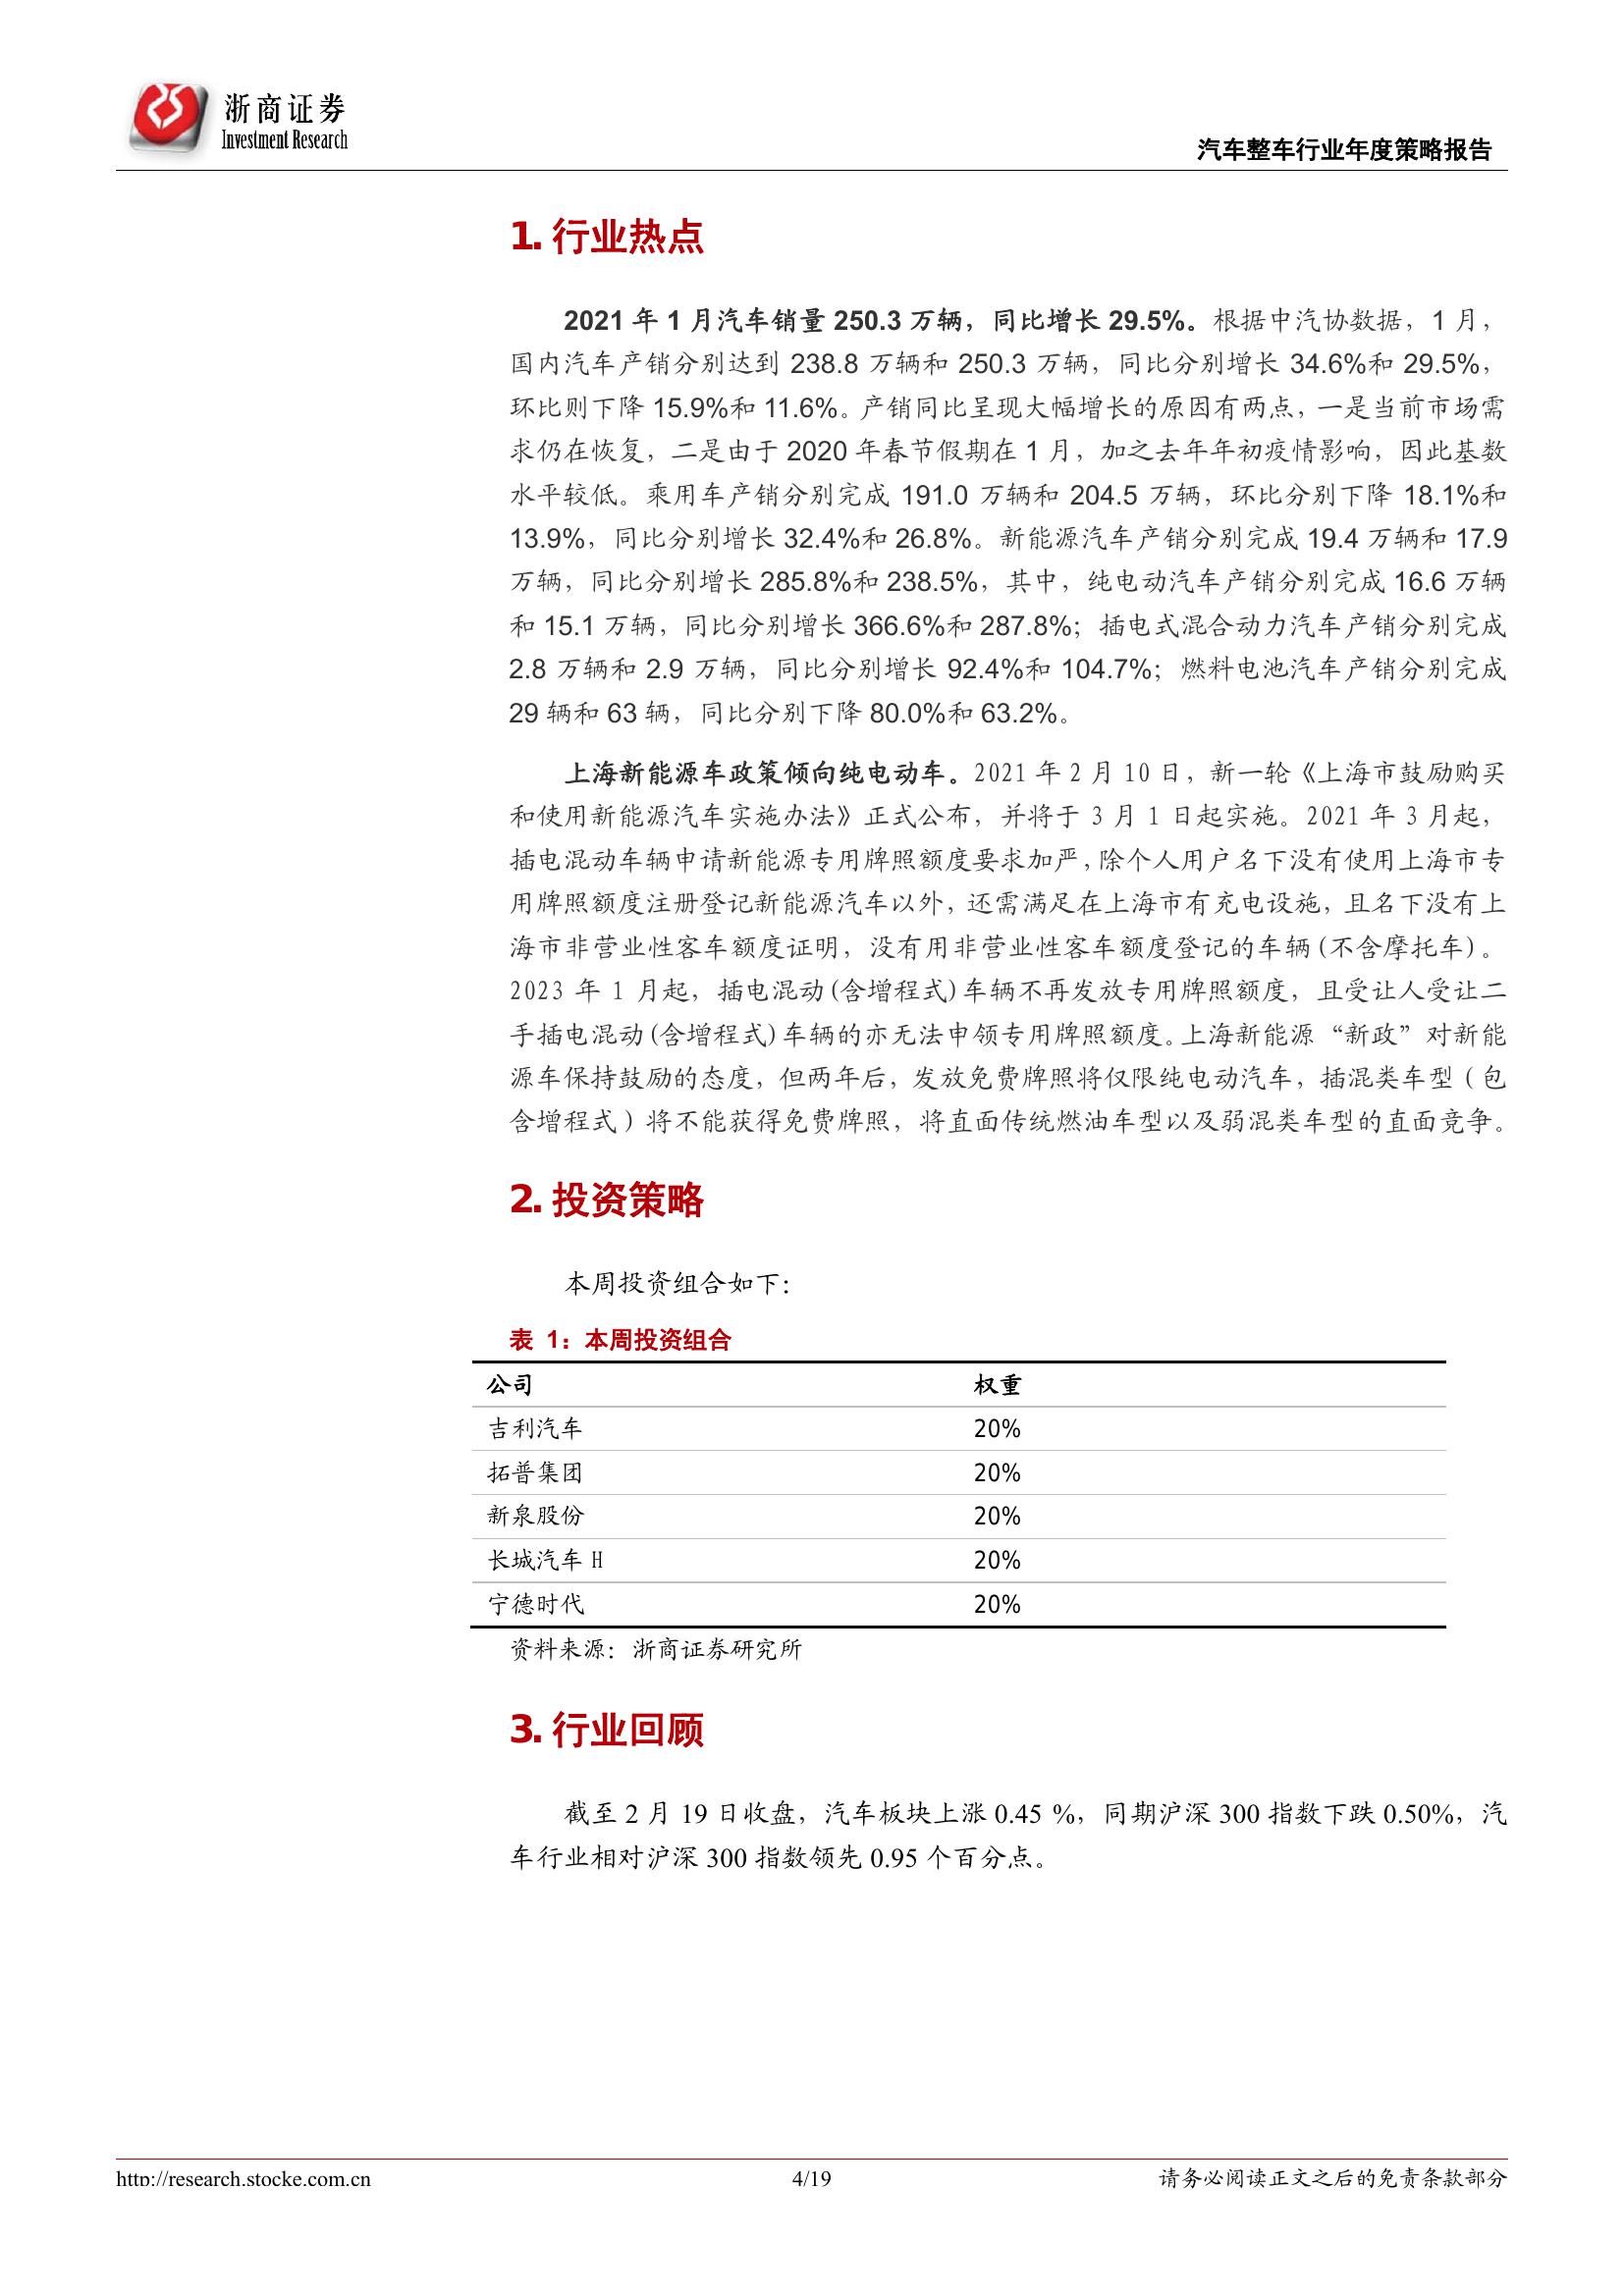 浙商证券
Investment Research
汽车整车行业年度策略报告
1. 行业热点
2021 年 1 月汽车销量 250.3 万辆，同比增长 29.5%。根据中汽协数据，1 月，
国内汽车产销分别达到 238.8 万辆和 250.3 万辆，同比分别增长 34.6%和 29.5%，
环比则下降 15.9%和 11.6%。产销同比呈现大幅增长的原因有两点，一是当前市场需
求仍在恢复，二是由于 2020 年春节假期在 1 月，加之去年年初疫情影响，因此基数
水平较低。乘用车产销分别完成 191.0 万辆和 204.5 万辆，环比分别下降 18.1%和
13.9%，同比分别增长 32.4%和 26.8%。新能源汽车产销分别完成 19.4 万辆和 17.9
万辆，同比分别增长 285.8%和 238.5%，其中，纯电动汽车产销分别完成 16.6 万辆
和 15.1 万辆，同比分别增长 366.6%和 287.8%；插电式混合动力汽车产销分别完成
2.8 万辆和 2.9 万辆，同比分别增长 92.4%和 104.7%；燃料电池汽车产销分别完成
29 辆和 63 辆，同比分别下降 80.0%和 63.2%。
上海新能源车政策倾向纯电动车。2021 年 2 月 10 日，新一轮《上海市鼓励购买
和使用新能源汽车实施办法》正式公布，并将于 3 月 1 日起实施。2021 年 3 月起，
插电混动车辆申请新能源专用牌照额度要求加严，除个人用户名下没有使用上海市专
用牌照额度注册登记新能源汽车以外，还需满足在上海市有充电设施，且名下没有上
海市非营业性客车额度证明，没有用非营业性客车额度登记的车辆(不含摩托车)。
2023 年 1 月起，插电混动(含增程式)车辆不再发放专用牌照额度，且受让人受让二
手插电混动(含增程式)车辆的亦无法申领专用牌照额度。上海新能源“新政”对新能
源车保持鼓励的态度，但两年后，发放免费牌照将仅限纯电动汽车，插混类车型（包
含增程式）将不能获得免费牌照，将直面传统燃油车型以及弱混类车型的直面竞争。
2. 投资策略
本周投资组合如下：
表 1：本周投资组合
公司 权重
吉利汽车 20%
拓普集团 20%
新泉股份 20%
长城汽车 H 20%
宁德时代 20%
资料来源：浙商证券研究所
3. 行业回顾
截至 2 月 19 日收盘，汽车板块上涨 0.45 %，同期沪深 300 指数下跌 0.50%，汽
车行业相对沪深 300 指数领先 0.95 个百分点。
http://research.stocke.com.cn 4/19 请务必阅读正文之后的免责条款部分